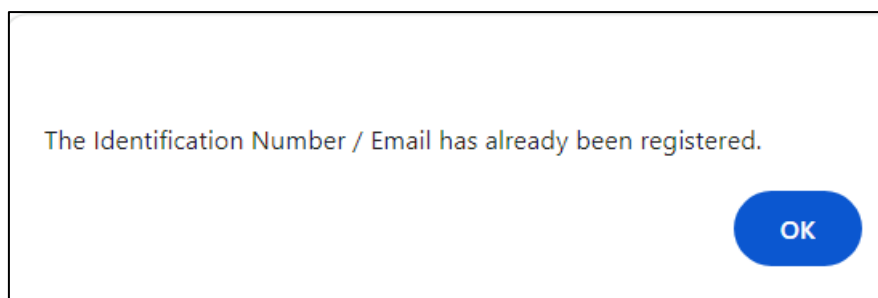 The Identification Number / Email has already been registered.
OK